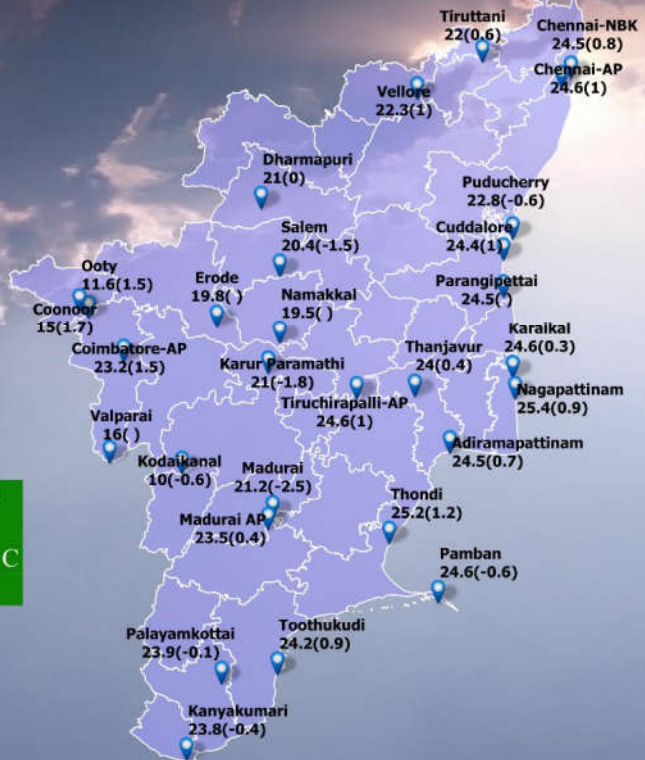 Tiruttani
22(0.6)
Chennai-NBK
24.5(0.8)
Chennai-AP
24.6(1)
Vellore
22.3(1)
Dharmapuri
21(0)
Puducherry
22.8(-0.6)
Salem
20.4(-1.5)
Cuddalore
24.4(1)
Ooty
11.6(1.5)
Erode
19.8( )
Namakkal
19.5( )
Parangipettai
24.5( )
Coonoor
15(1.7)
Karaikal
24.6(0.3)
Coimbatore-AP
23.2(1.5)
Karur Paramathi
21(-1.8)
Thanjavur
24(0.4)
Tiruchirapalli-AP
24.6(1)
Nagapattinam
25.4(0.9)
Valparai
16( )
Adiramapattinam
24.5(0.7)
Kodaikanal
10(-0.6)
Madurai
21.2(-2.5)
Thondi
25.2(1.2)
Madurai AP
23.5(0.4)
C
Pamban
24.6(-0.6)
Palayamkottai
23.9(-0.1)
Toothukudi
24.2(0.9)
Kanyakumari
23.8(-0.4)